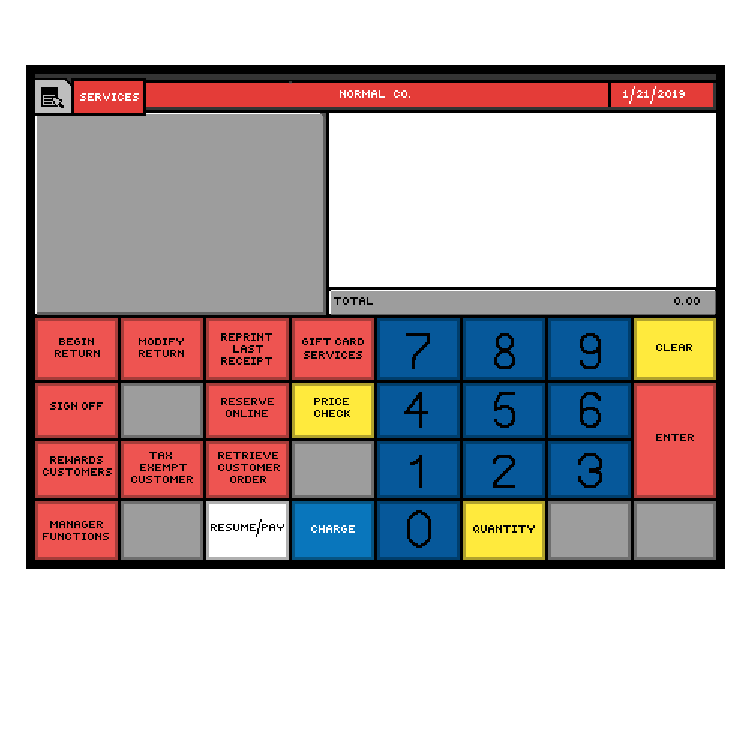 SERVICES
NORMAL CO.
1/21/2019
TOTAL
0.00
BEGIN
RETURN
MODIFY
RETURN
REPRINT
LAST
RECEIPT
GIFT CARD
SERVICES
7
8
9
CLEAR
SIGN OFF
RESERVE
ONLINE
PRICE
CHECK
4
5
6
ENTER
REWARDS
CUSTOMERS
TAX
EXEMPT
CUSTOMER
RETRIEVE
CUSTOMER
ORDER
1
2
3
MANAGER
FUNCTIONS
RESUME/PAY
CHARGE
0
QUANTITY